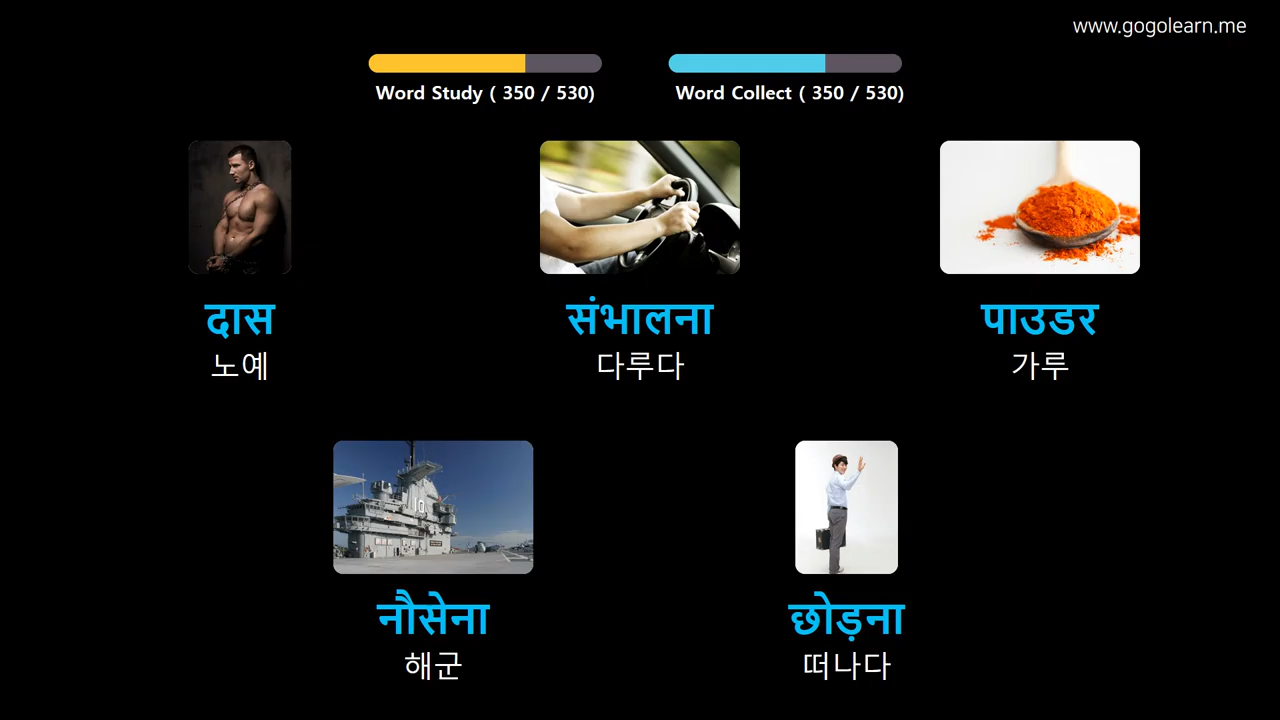 www.gogolearn.me
Word Study ( 350 / 530)
Word Collect ( 350 / 530)
दास
노예
संभालना
다루다
पाउडर
가루
नौसेना
해군
छोड़ना
떠나다